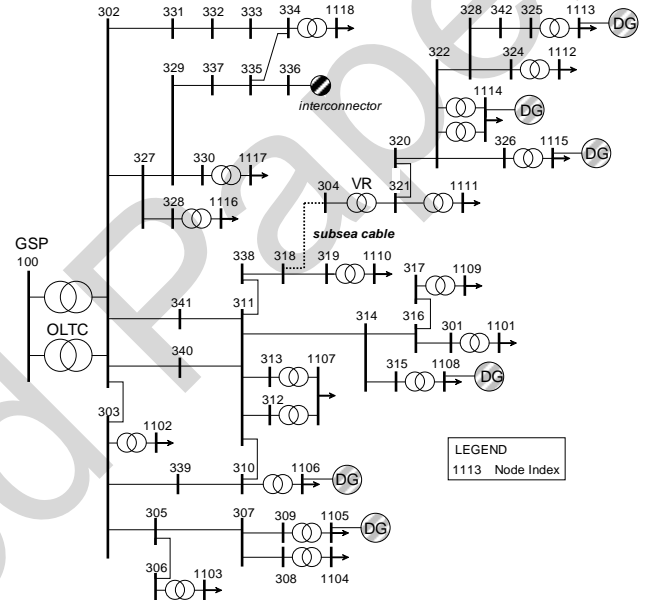 302 331 332 333 334 1118 328 342 325 1113 DG
322 324 1112
329 337 335 336
interconnector
1114 DG
320 326 1115 DG
327 330 1117
304 VR 321 1111
328 1116
subsea cable
GSP
100
338 318 319 1110 317 1109
OLTC
341 311 314 316 301 1101
340 313 1107
312
315 1108 DG
303 1102
LEGEND
1113 Node Index
339 310 1106 DG
305 307 309 1105 DG
306 1103 308 1104
d Pape